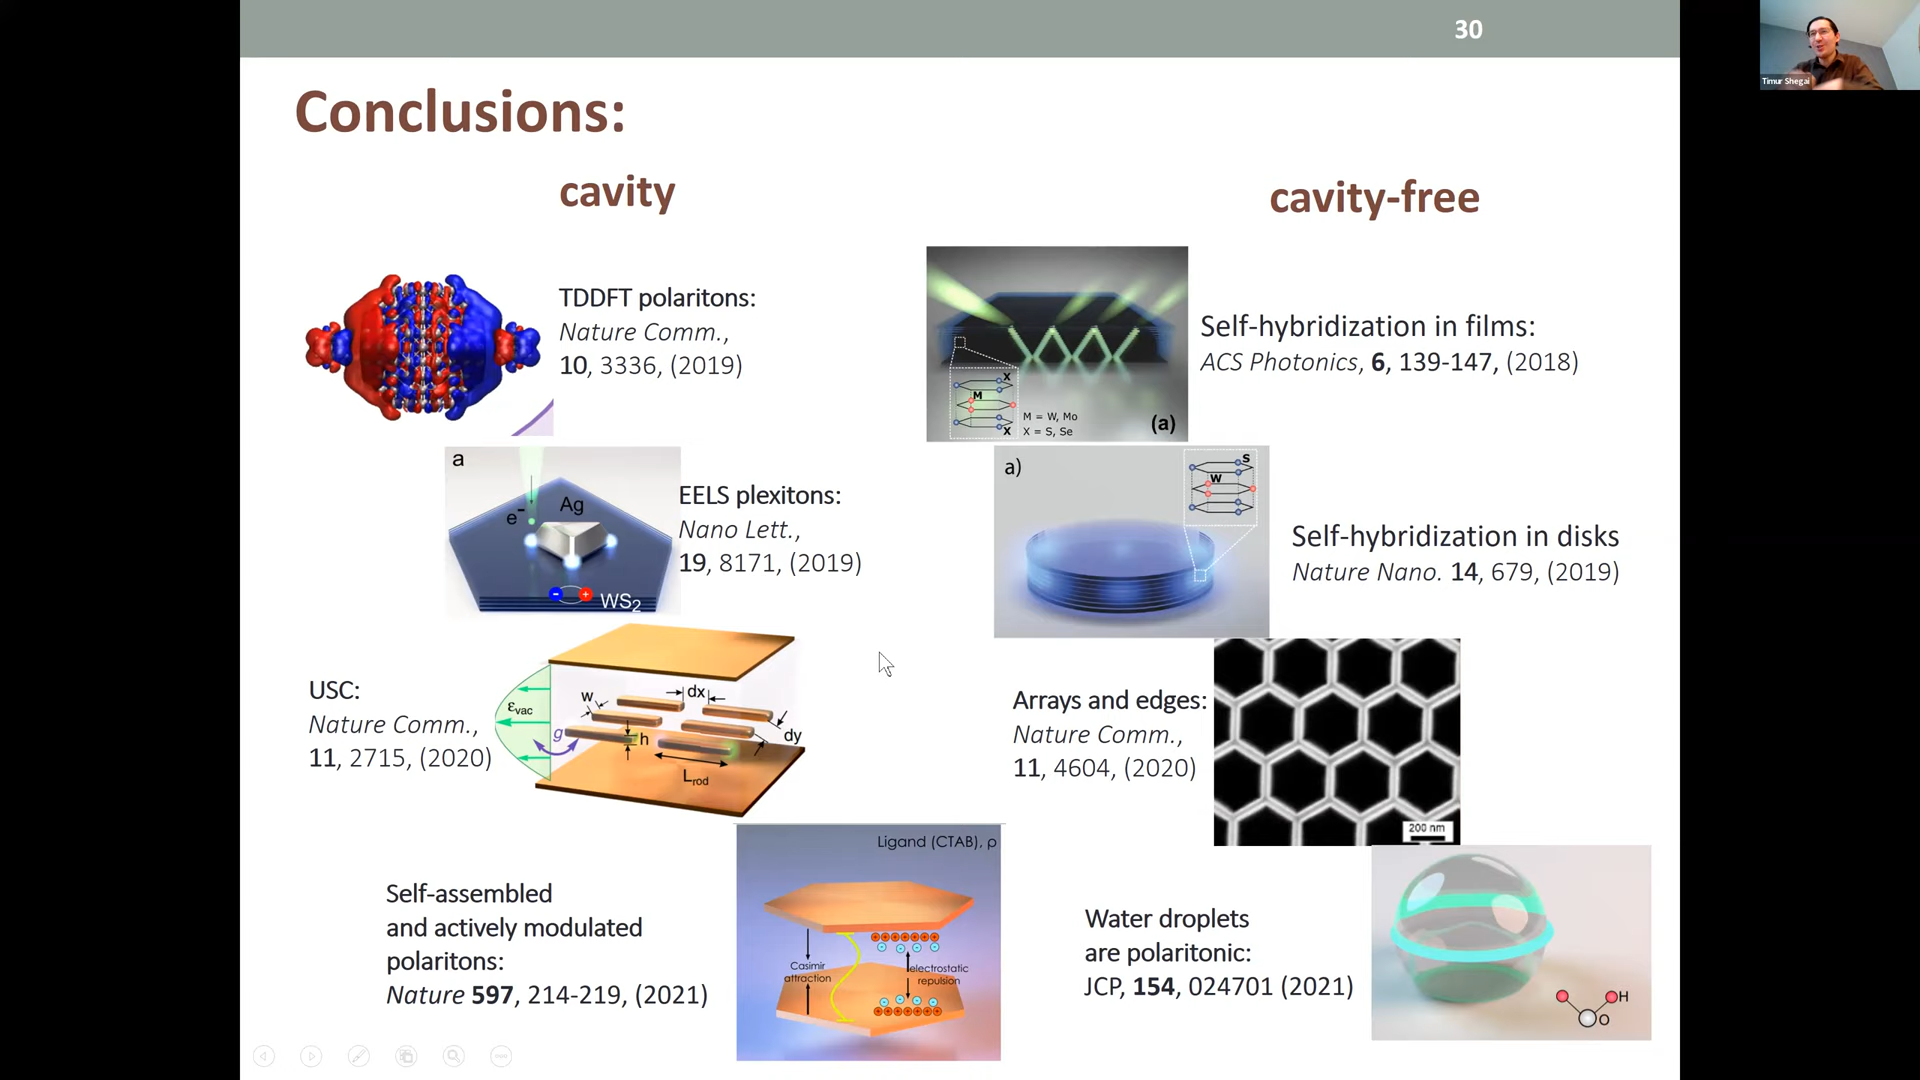 30
Timur Shegai
Conclusions:
cavity
cavity-free
TDDFT polaritons:
Nature Comm.,
10, 3336, (2019)
X
M
X
M = W, Mo
X = S, Se
(a)
Self-hybridization in films:
ACS Photonics, 6, 139-147, (2018)
a
e-
Ag
WS2
EELS plexitons:
Nano Lett.,
19, 8171, (2019)
a)
S
W
Self-hybridization in disks
Nature Nano. 14, 679, (2019)
USC:
Nature Comm.,
11, 2715, (2020)
εvac
g
w
dx
h
dy
Lrod
Arrays and edges:
Nature Comm.,
11, 4604, (2020)
200 nm
Self-assembled
and actively modulated
polaritons:
Nature 597, 214-219, (2021)
Ligand (CTAB), ρ
Casimir
attraction
electrostatic
repulsion
Water droplets
are polaritonic:
JCP, 154, 024701 (2021)
H
O